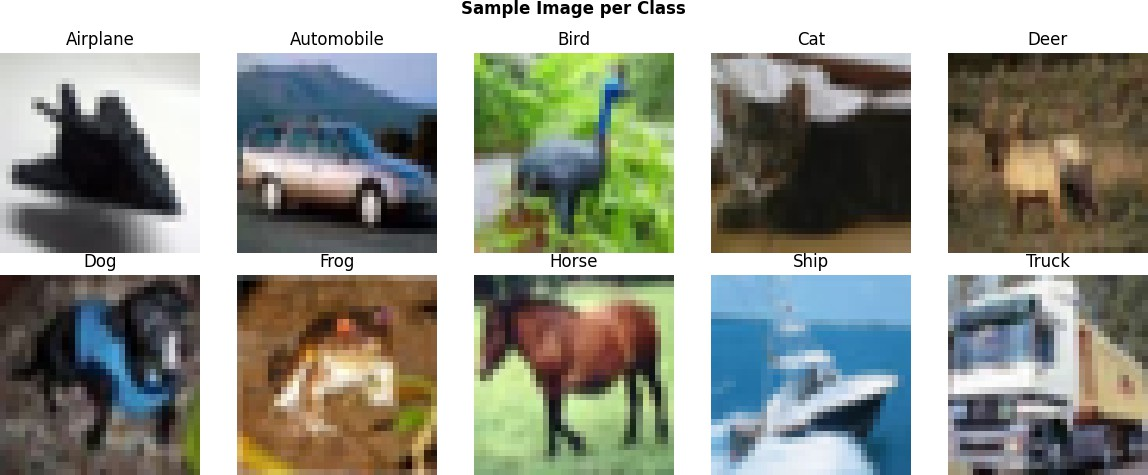 Sample Image per Class
Airplane Automobile Bird Cat Deer
Dog Frog Horse Ship Truck